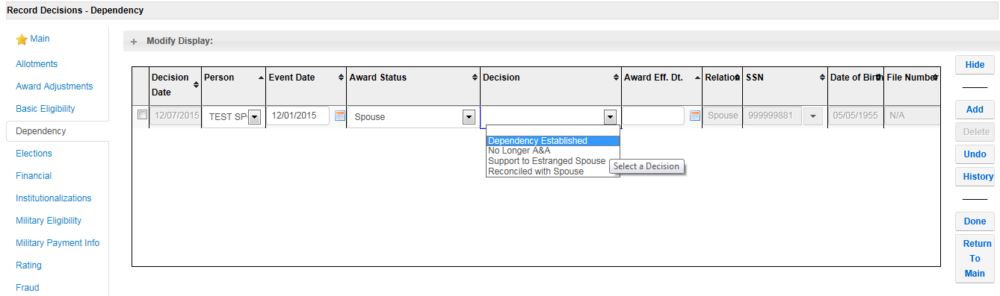 Record Decisions - Dependency
Main
Allotments
Award Adjustments
Basic Eligibility
Dependency
Elections
Financial
Institutionalizations
Military Eligibility
Military Payment Info
Rating
Fraud
+ Modify Display:
Decision Date Person Event Date Award Status Decision Award Eff. Dt. Relation SSN Date of Birth File Number
12/07/2015 TEST SP 12/01/2015 Spouse Spouse 999999881 05/05/1955 N/A
Dependency Established
No Longer A&A
Support to Estranged Spouse
Reconciled with Spouse
Select a Decision
Hide
Add
Delete
Undo
History
Done
Return
To
Main